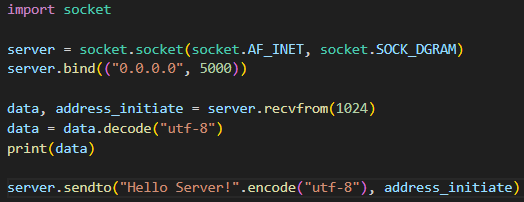 import socket
server = socket.socket(socket.AF_INET, socket.SOCK_DGRAM)
server.bind(("0.0.0.0", 5000))
data, address_initiate = server.recvfrom(1024)
data = data.decode("utf-8")
print(data)
server.sendto("Hello Server!".encode("utf-8"), address_initiate)